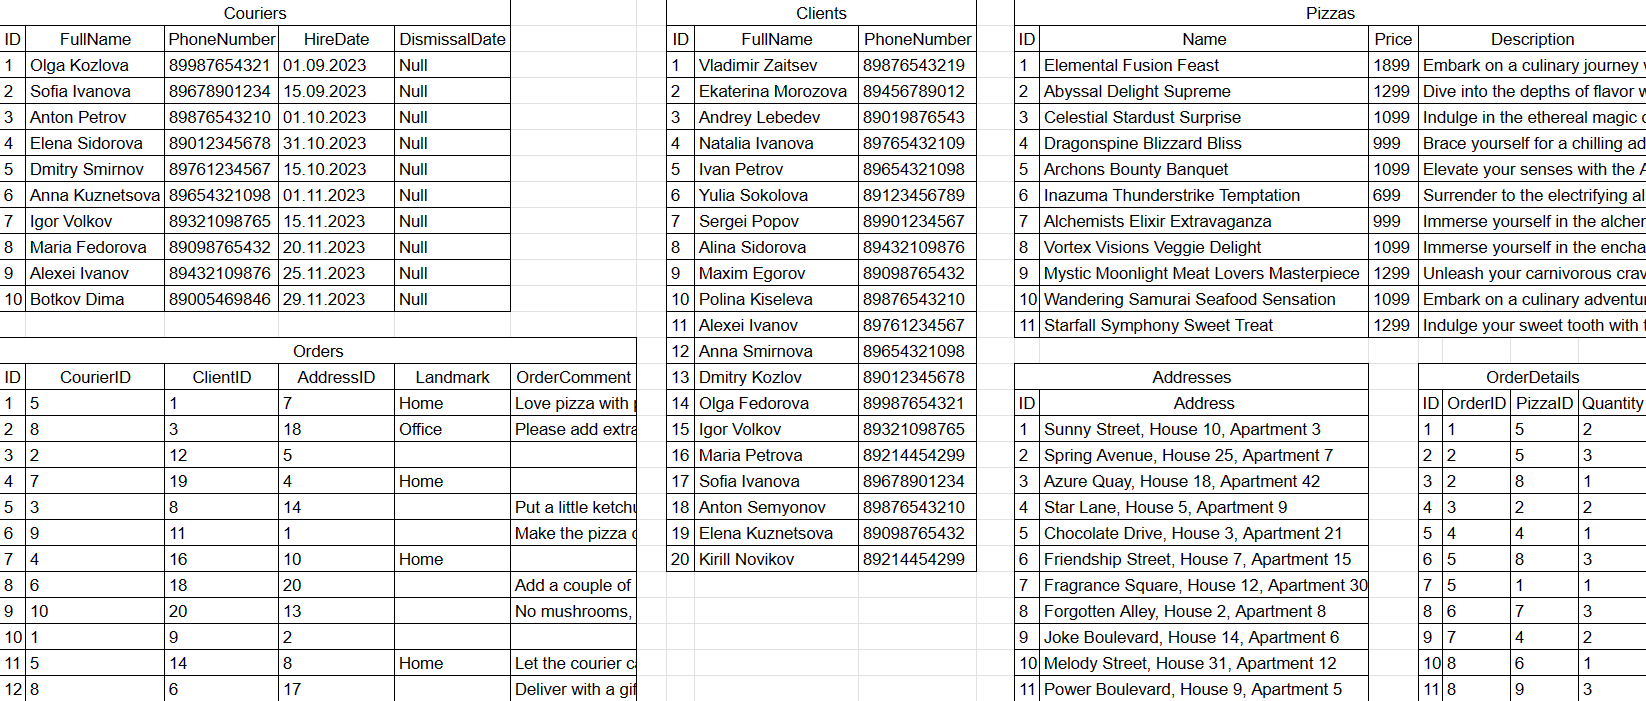 Couriers
ID FullName PhoneNumber HireDate DismissalDate
1 Olga Kozlova 89987654321 01.09.2023 Null
2 Sofia Ivanova 89678901234 15.09.2023 Null
3 Anton Petrov 89876543210 01.10.2023 Null
4 Elena Sidorova 89012345678 31.10.2023 Null
5 Dmitry Smirnov 89761234567 15.10.2023 Null
6 Anna Kuznetsova 89654321098 01.11.2023 Null
7 Igor Volkov 89321098765 15.11.2023 Null
8 Maria Fedorova 89098765432 20.11.2023 Null
9 Alexei Ivanov 89432109876 25.11.2023 Null
10 Botkov Dima 89005469846 29.11.2023 Null
Orders
ID CourierID ClientID AddressID Landmark OrderComment
1 5 1 7 Home Love pizza with
2 8 3 18 Office Please add extra
3 2 12 5
4 7 19 4 Home
5 3 8 14 Put a little
6 9 11 1 Make the pizza
7 4 16 10 Home
8 6 18 20 Add a couple of
9 10 20 13 No mushrooms,
10 1 9 2
11 5 14 8 Home Let the courier
12 8 6 17 Deliver with a
Clients
ID FullName PhoneNumber
1 Vladimir Zaitsev 89876543219
2 Ekaterina Morozova 89456789012
3 Andrey Lebedev 89019876543
4 Natalia Ivanova 89765432109
5 Ivan Petrov 89654321098
6 Yulia Sokolova 89123456789
7 Sergei Popov 89901234567
8 Alina Sidorova 89432109876
9 Maxim Egorov 89098765432
10 Polina Kiseleva 89876543210
11 Alexei Ivanov 89761234567
12 Anna Smirnova 89654321098
13 Dmitry Kozlov 89012345678
14 Olga Fedorova 89987654321
15 Igor Volkov 89321098765
16 Maria Petrova 89214454299
17 Sofia Ivanova 89678901234
18 Anton Semyonov 89876543210
19 Elena Kuznetsova 89098765432
20 Kirill Novikov 89214454299
Pizzas
ID Name Price Description
1 Elemental Fusion Feast 1899 Embark on a culinary journey
2 Abyssal Delight Supreme 1299 Dive into the depths of flavor
3 Celestial Stardust Surprise 1099 Indulge in the ethereal magic
4 Dragonspine Blizzard Bliss 999 Brace yourself for a chilling
5 Archons Bounty Banquet 1099 Elevate your senses with the
6 Inazuma Thunderstrike Temptation 699 Surrender to the electrifying
7 Alchemists Elixir Extravaganza 999 Immerse yourself in the
8 Vortex Visions Veggie Delight 1099 Immerse yourself in the
9 Mystic Moonlight Meat Lovers Masterpiece 1299 Unleash your carnivorous
10 Wandering Samurai Seafood Sensation 1099 Embark on a culinary
11 Starfall Symphony Sweet Treat 1299 Indulge your sweet tooth with
Addresses
ID Address
1 Sunny Street, House 10, Apartment 3
2 Spring Avenue, House 25, Apartment 7
3 Azure Quay, House 18, Apartment 42
4 Star Lane, House 5, Apartment 9
5 Chocolate Drive, House 3, Apartment 21
6 Friendship Street, House 7, Apartment 15
7 Fragrance Square, House 12, Apartment 30
8 Forgotten Alley, House 2, Apartment 8
9 Joke Boulevard, House 14, Apartment 6
10 Melody Street, House 31, Apartment 12
11 Power Boulevard, House 9, Apartment 5
OrderDetails
ID OrderID PizzaID Quantity
1 1 5 2
2 2 5 3
3 2 8 1
4 3 2 2
5 4 4 1
6 5 8 3
7 5 1 1
8 6 7 3
9 7 4 2
10 8 6 1
11 8 9 3